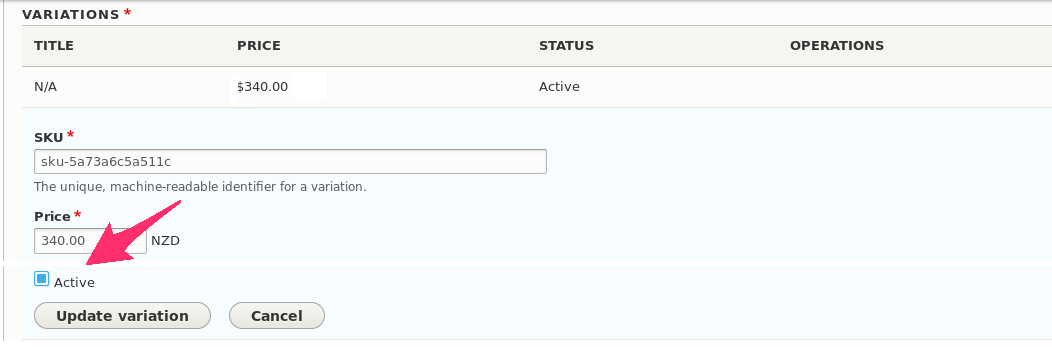 VARIATIONS *
TITLE PRICE STATUS OPERATIONS
N/A $340.00 Active
SKU *
sku-5a73a6c5a511c
The unique, machine-readable identifier for a variation.
Price *
340.00 NZD
Active
Update variation Cancel